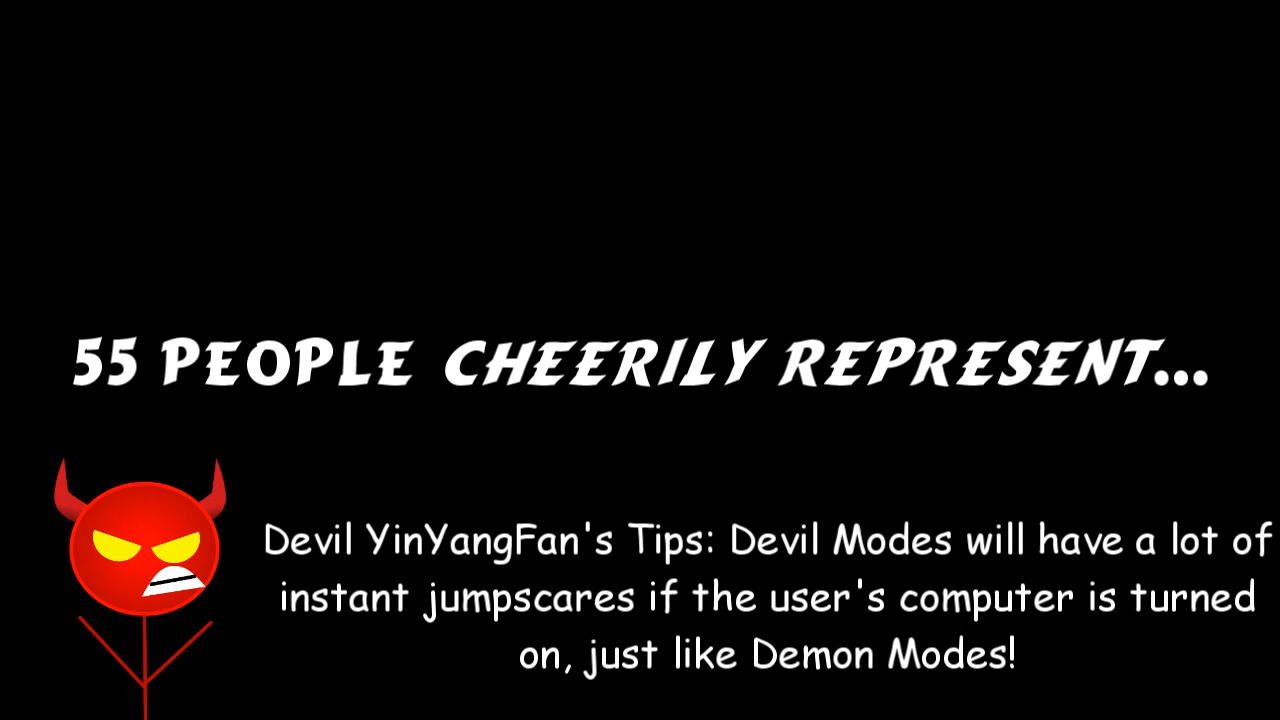 55 PEOPLE CHEERILY REPRESENT...
Devil YinYangFan's Tips: Devil Modes will have a lot of
instant jumpscares if the user's computer is turned
on, just like Demon Modes!